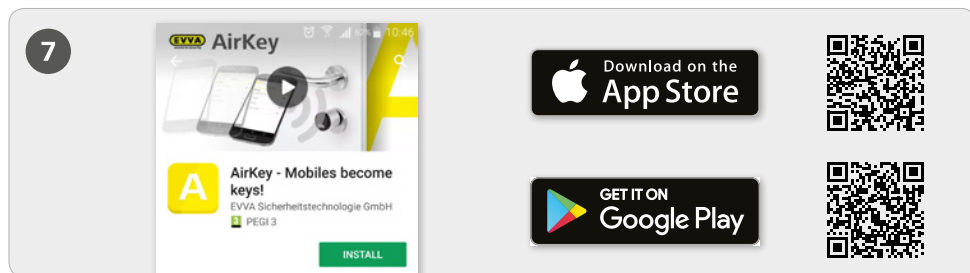 7
EVVA AirKey
62% 10:46
A
AirKey - Mobiles become
keys!
EVVA Sicherheitstechnologie GmbH
3 PEGI 3
INSTALL
Download on the
App Store
GET IT ON
Google Play